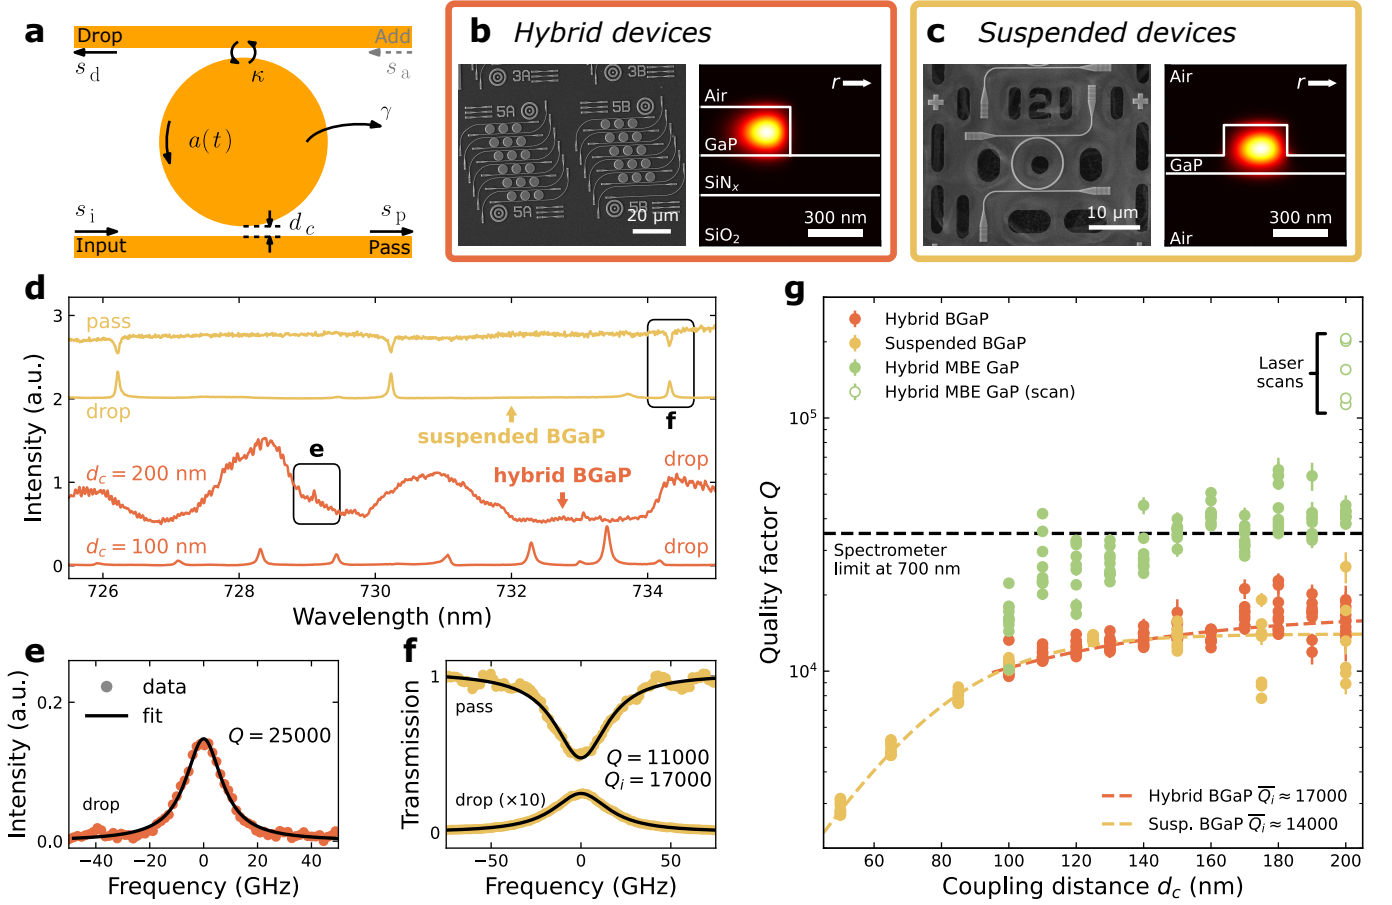 a
Drop
Add
s_d
κ
s_a
a(t)
γ
s_i
d_c
s_p
Input
Pass
b Hybrid devices
3A
3B
5A
5B
5A
5B
20 μm
Air
r
GaP
SiN_x
SiO₂
300 nm
c Suspended devices
2
10 μm
Air
r
GaP
Air
300 nm
d
Intensity (a.u.)
3
2
1
0
pass
drop
suspended BGaP
f
e
d_c = 200 nm
hybrid BGaP
drop
d_c = 100 nm
drop
726
728
730
732
734
Wavelength (nm)
e
Intensity (a.u.)
0.2
0.0
data
fit
Q = 25000
drop
−40
−20
0
20
40
Frequency (GHz)
f
Transmission
1
0
pass
Q = 11000
Q_i = 17000
drop (×10)
−50
0
50
Frequency (GHz)
g
Quality factor Q
10⁵
10⁴
Hybrid BGaP
Suspended BGaP
Hybrid MBE GaP
Hybrid MBE GaP (scan)
Laser
scans
Spectrometer
limit at 700 nm
Hybrid BGaP Q̅_i ≈ 17000
Susp. BGaP Q̅_i ≈ 14000
60
80
100
120
140
160
180
200
Coupling distance d_c (nm)